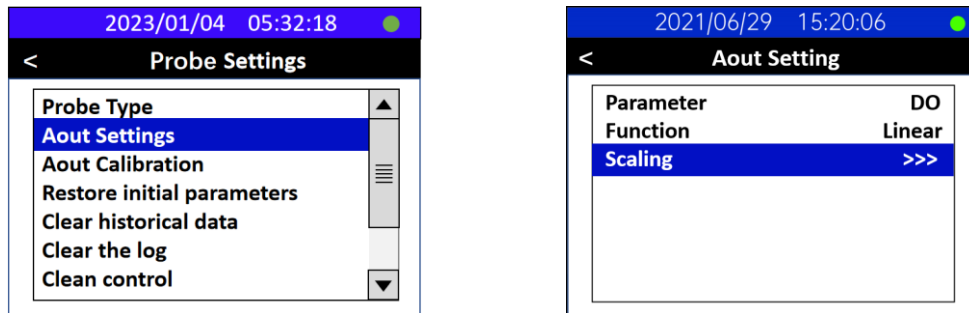 2023/01/04 05:32:18
< Probe Settings
Probe Type
Aout Settings
Aout Calibration
Restore initial parameters
Clear historical data
Clear the log
Clean control
2021/06/29 15:20:06
< Aout Setting
Parameter DO
Function Linear
Scaling >>>